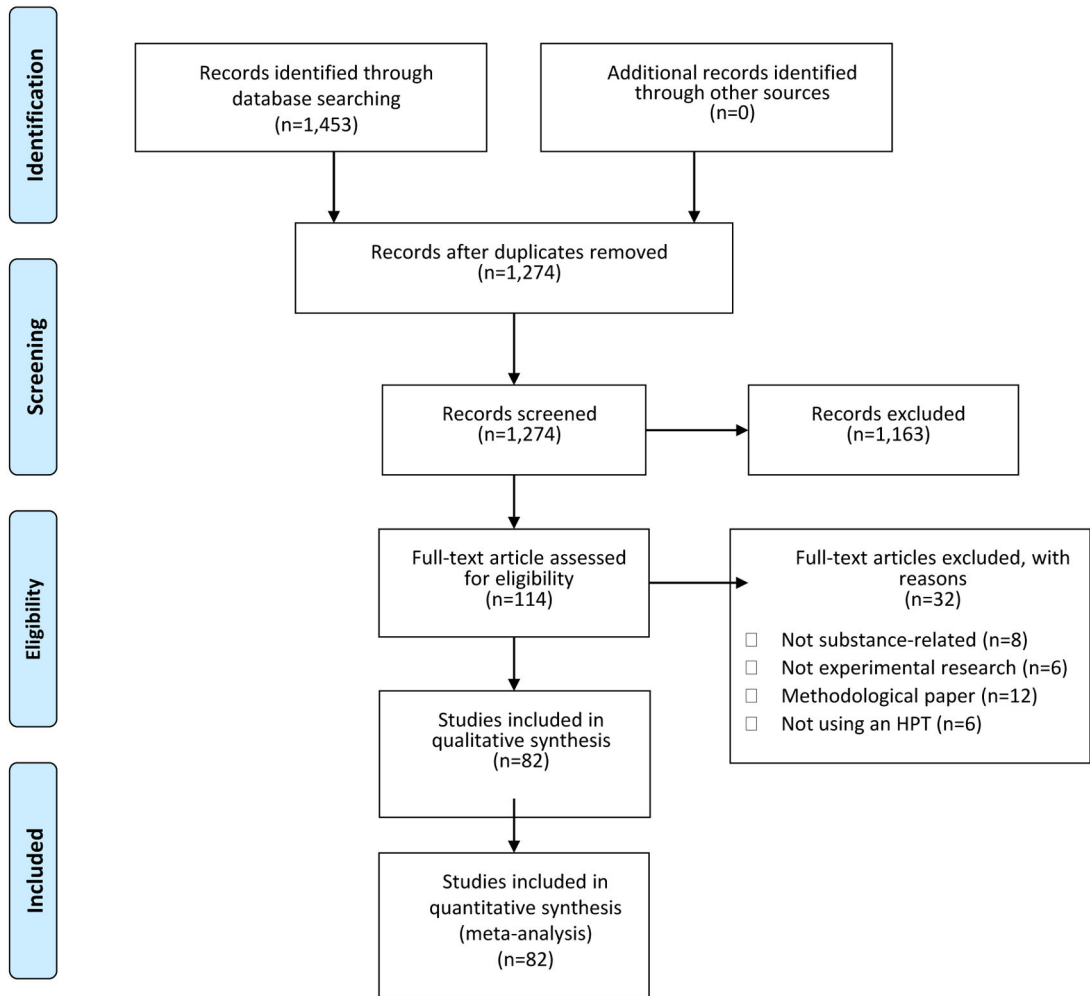 Identification
Records identified through
database searching
(n=1,453)
Additional records identified
through other sources
(n=0)
Screening
Records after duplicates removed
(n=1,274)
Records screened
(n=1,274)
Records excluded
(n=1,163)
Eligibility
Full-text article assessed
for eligibility
(n=114)
Full-text articles excluded, with
reasons
(n=32)
Not substance-related (n=8)
Not experimental research (n=6)
Methodological paper (n=12)
Not using an HPT (n=6)
Studies included in
qualitative synthesis
(n=82)
Included
Studies included in
quantitative synthesis
(meta-analysis)
(n=82)